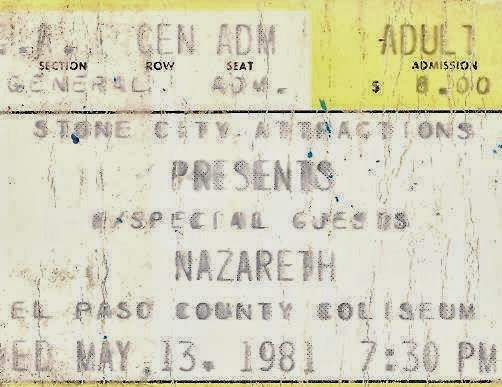 .A. GEN ADM ADULT
SECTION ROW SEAT ADMISSION
GENERAL ADM. $ 8.00
STONE CITY ATTRACTIONS
PRESENTS
W/SPECIAL GUESTS
NAZARETH
EL PASO COUNTY COLISEUM
WED MAY 13. 1981 7:30 PM